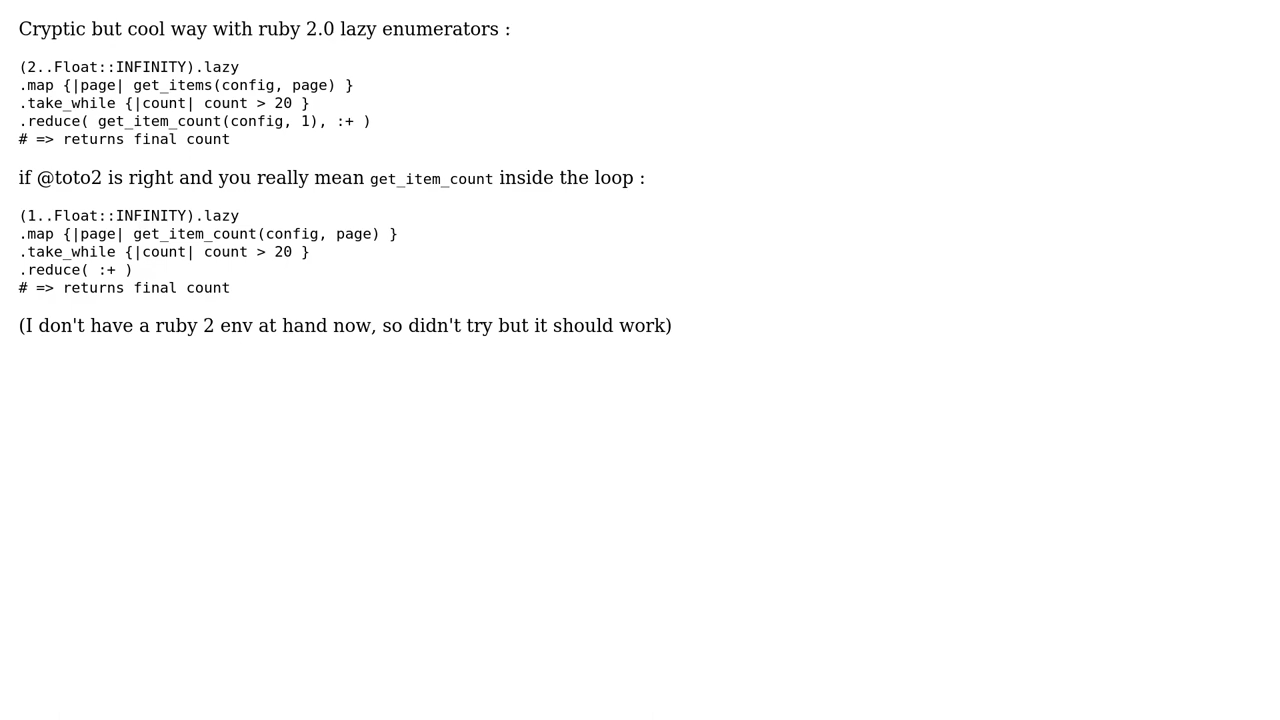 Cryptic but cool way with ruby 2.0 lazy enumerators :
(2..Float::INFINITY).lazy
.map {|page| get_items(config, page) }
.take_while {|count| count > 20 }
.reduce( get_item_count(config, 1), :+ )
# => returns final count
if @toto2 is right and you really mean get_item_count inside the loop :
(1..Float::INFINITY).lazy
.map {|page| get_item_count(config, page) }
.take_while {|count| count > 20 }
.reduce( :+ )
# => returns final count
(I don't have a ruby 2 env at hand now, so didn't try but it should work)